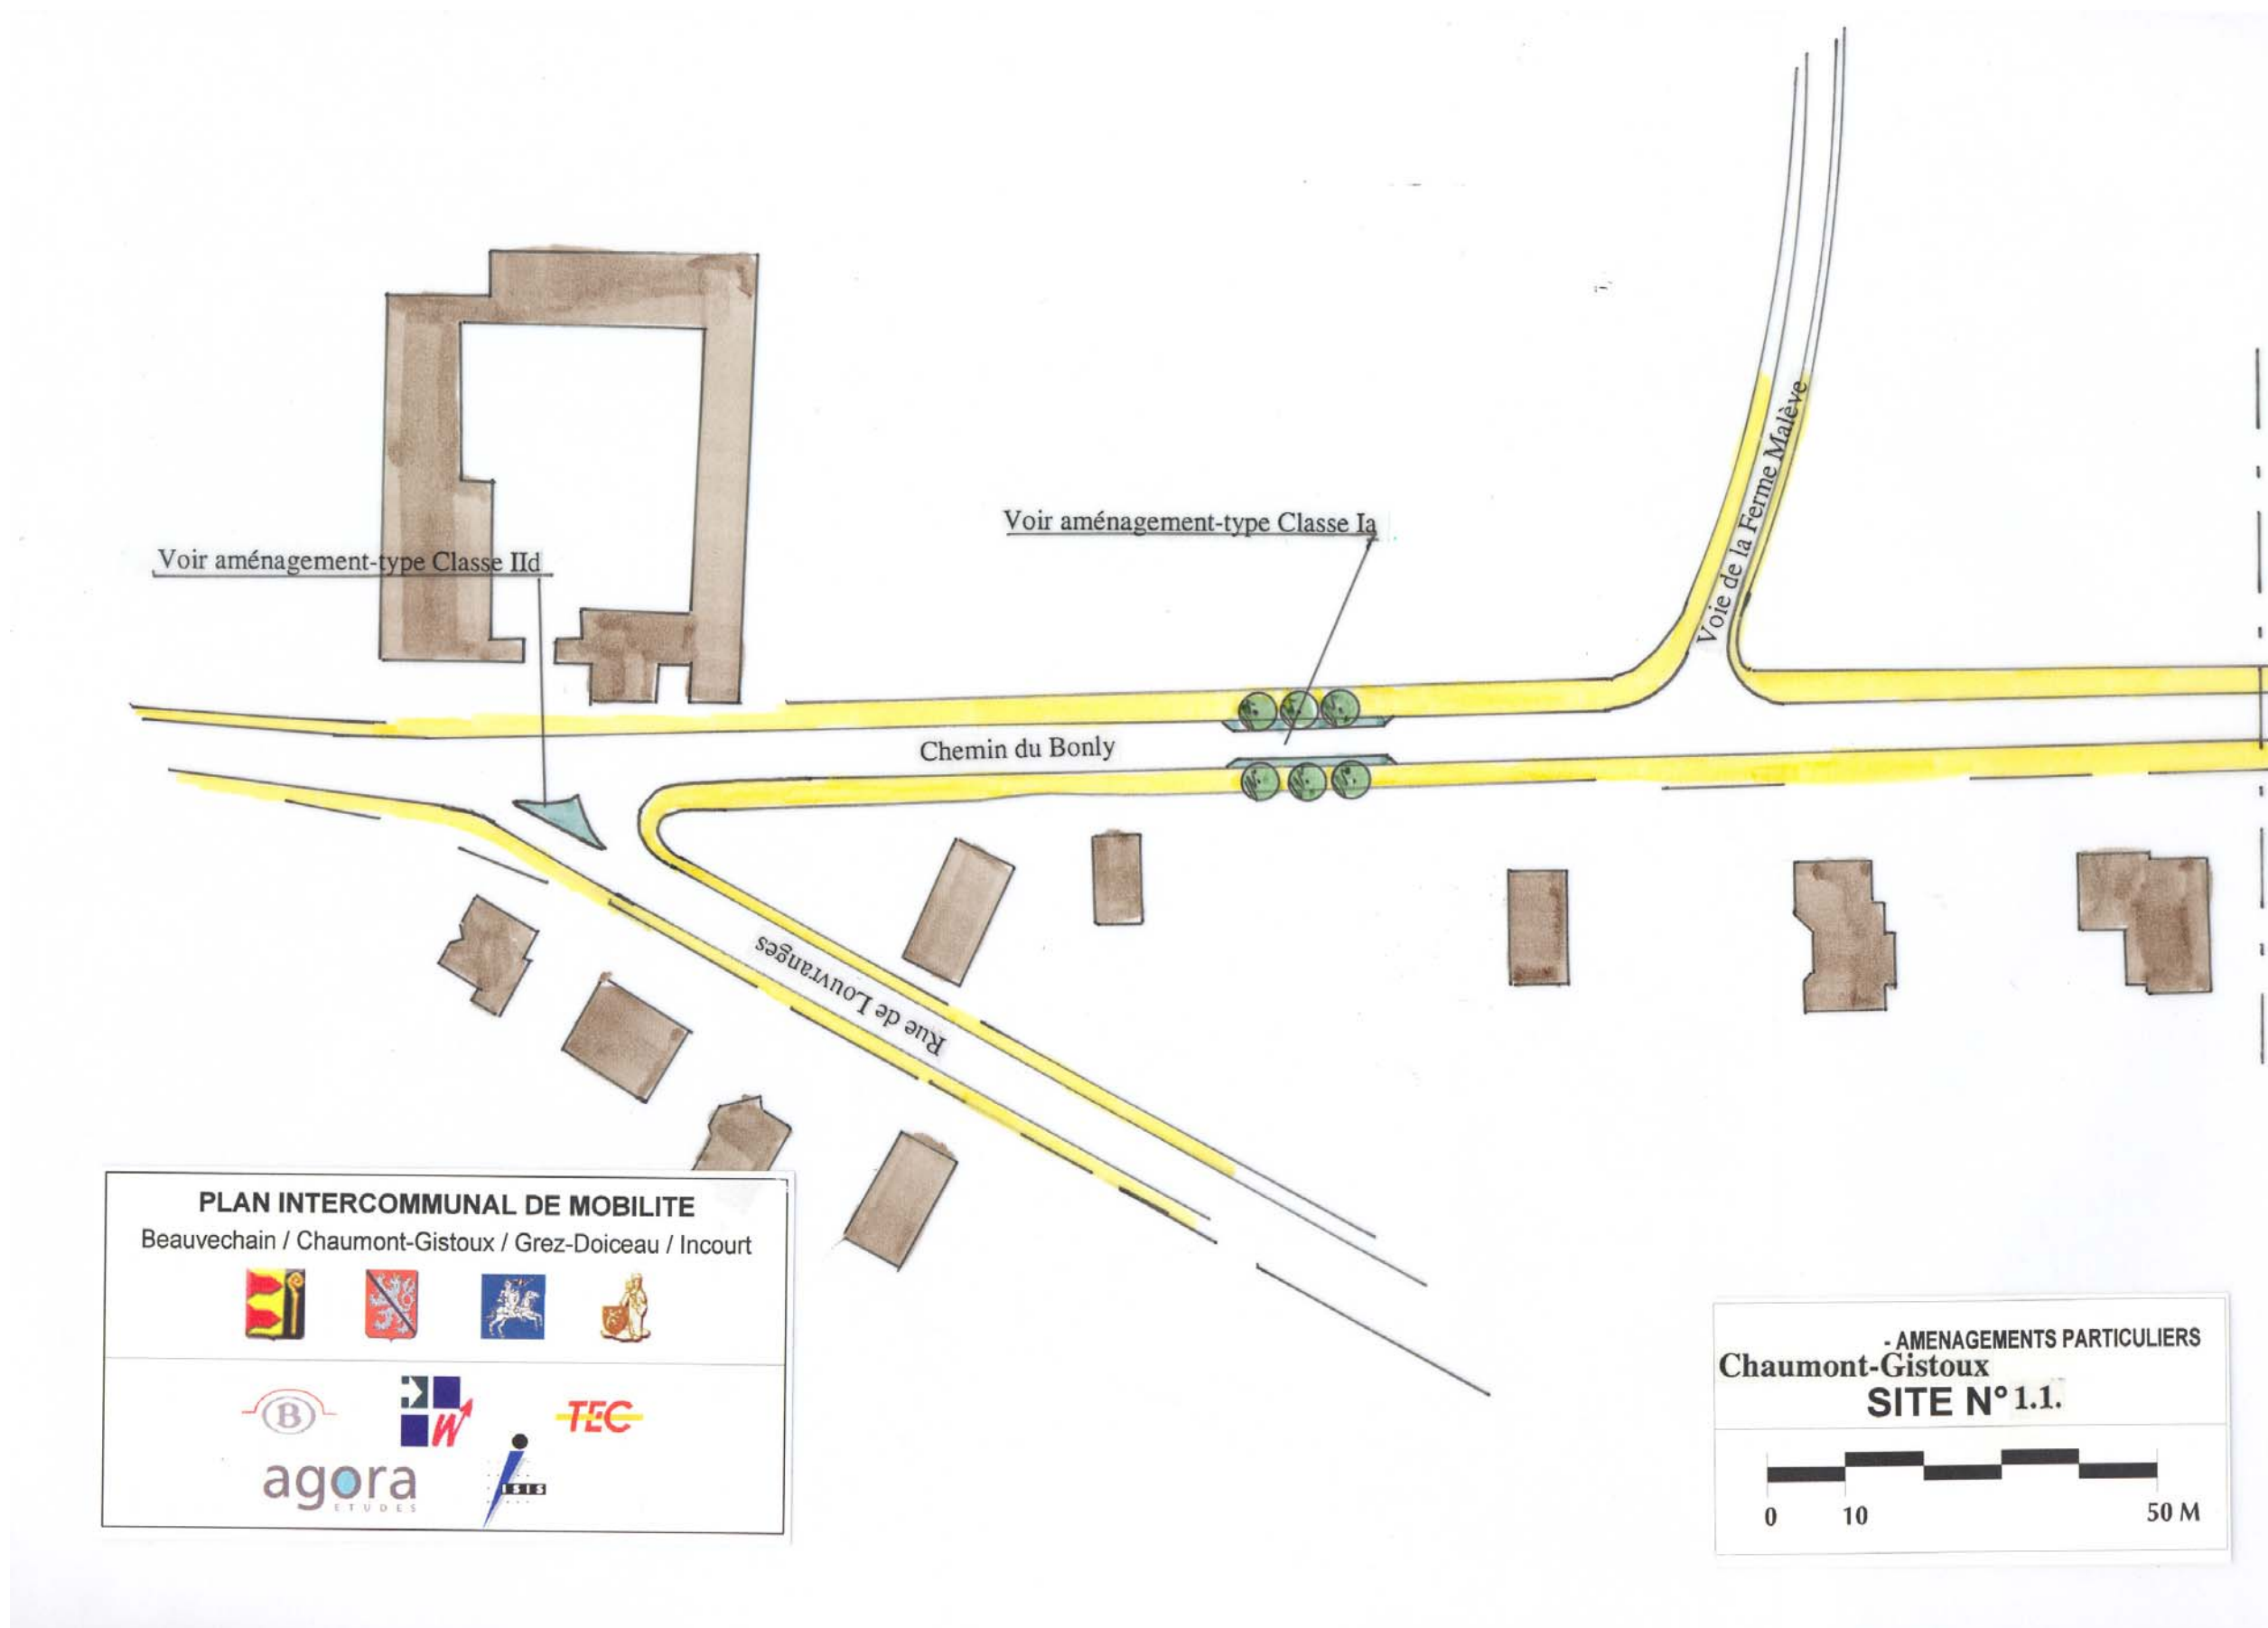 Voir aménagement-type Classe Ia
Voir aménagement-type Classe IId
Voie de la Ferme Malève
Chemin du Bonly
Rue de Louvranges
PLAN INTERCOMMUNAL DE MOBILITE
Beauvechain / Chaumont-Gistoux / Grez-Doiceau / Incourt
B
W
TEC
agora
ETUDES
ISIS
- AMENAGEMENTS PARTICULIERS
Chaumont-Gistoux
SITE N° 1.1.
0 10 50 M